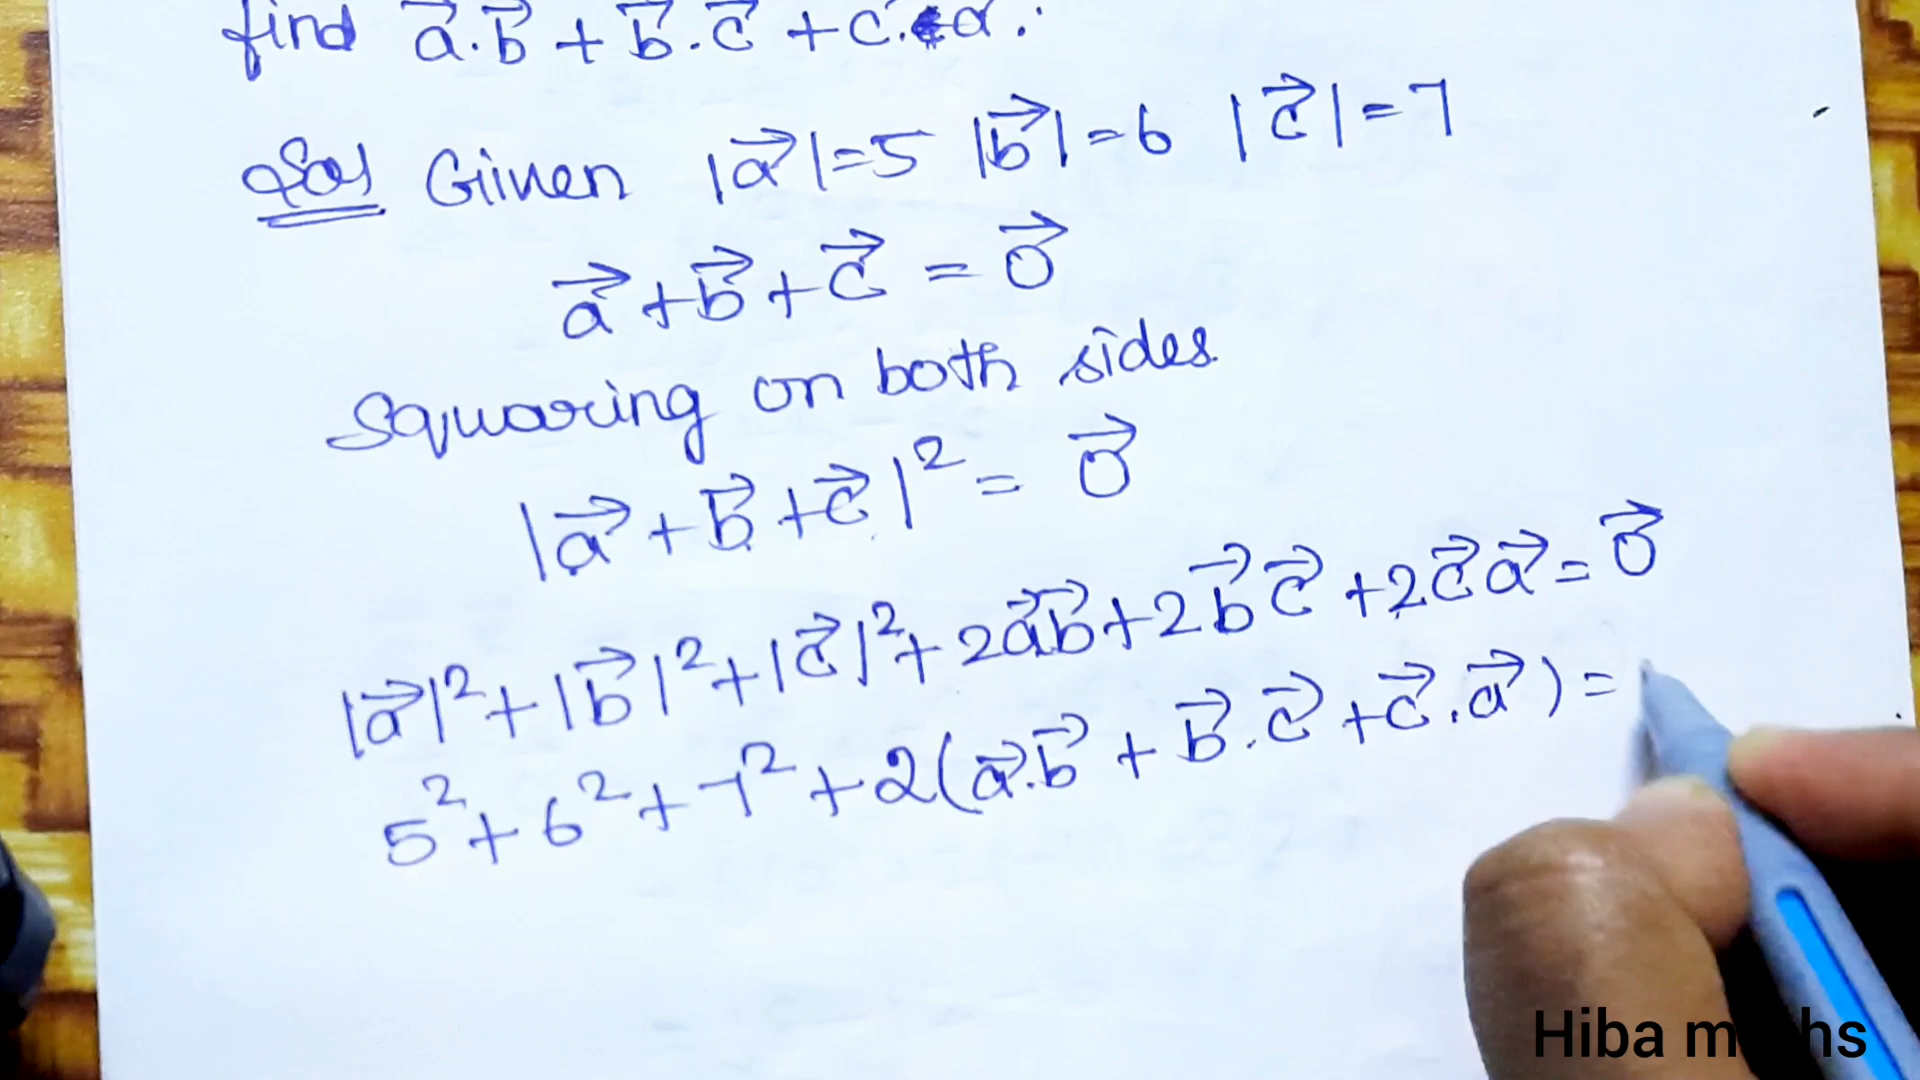 find a⃗.b⃗ + b⃗.c⃗ + c.a.
Sol Given |a⃗|=5 |b⃗|=6 |c⃗|=7
a⃗+b⃗+c⃗ = 0⃗
Squaring on both sides
|a⃗+b⃗+c⃗|² = 0⃗
|a⃗|²+|b⃗|²+|c⃗|²+2a⃗b⃗+2b⃗c⃗+2c⃗a⃗=0⃗
5²+6²+7²+2(a⃗.b⃗+b⃗.c⃗+c⃗.a⃗)=
Hiba m hs